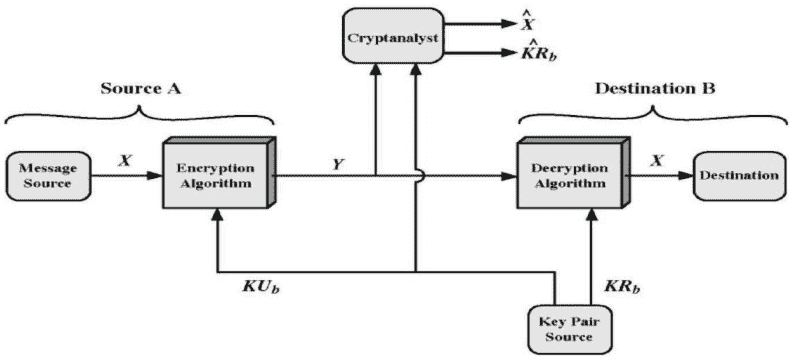 X̂
Cryptanalyst
K̂R_b
Source A
Destination B
Message
Source
X
Encryption
Algorithm
Y
Decryption
Algorithm
X
Destination
KU_b
KR_b
Key Pair
Source